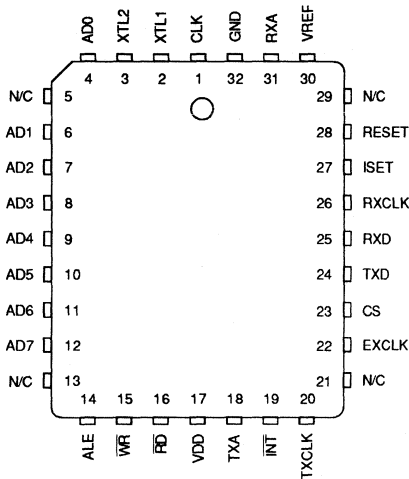 AD0 XTL2 XTL1 CLK GND RXA VREF
4 3 2 1 32 31 30
N/C 5 29 N/C
AD1 6 28 RESET
AD2 7 27 ISET
AD3 8 26 RXCLK
AD4 9 25 RXD
AD5 10 24 TXD
AD6 11 23 CS
AD7 12 22 EXCLK
N/C 13 21 N/C
14 15 16 17 18 19 20
ALE W̅R̅ R̅D̅ VDD TXA I̅N̅T̅ TXCLK